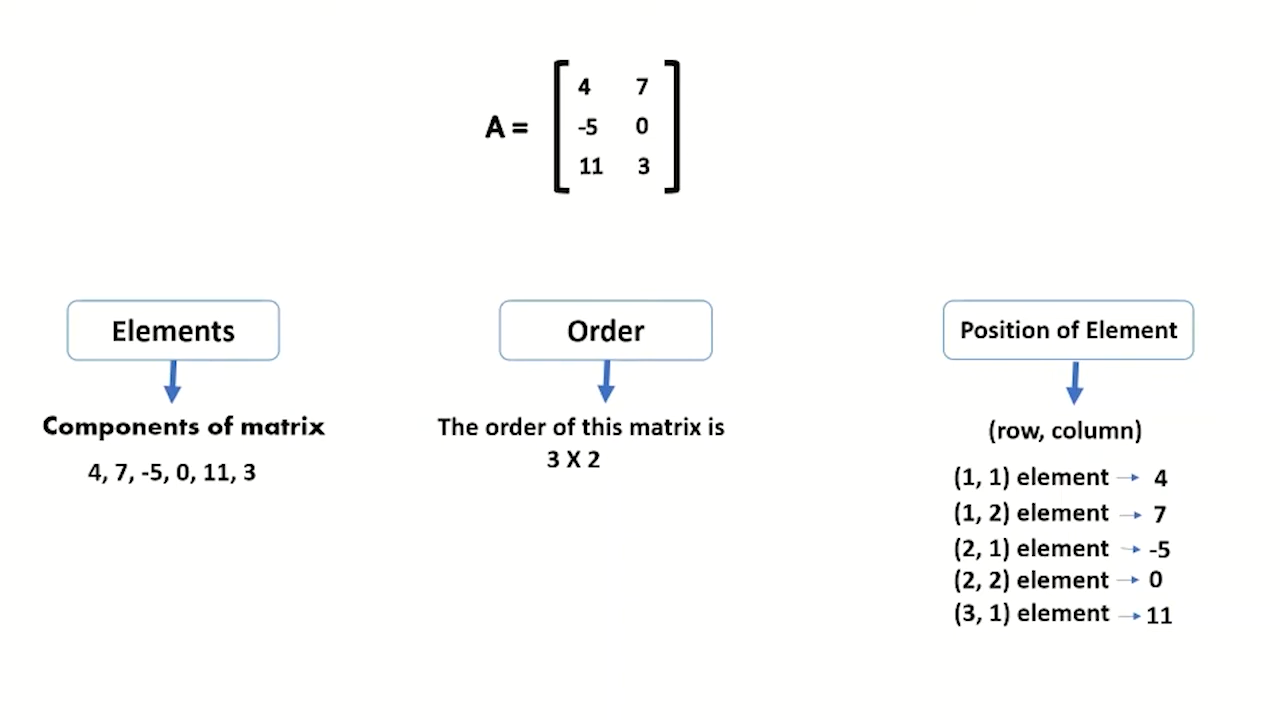 A =
4 7
-5 0
11 3
Elements
Components of matrix
4, 7, -5, 0, 11, 3
Order
The order of this matrix is
3 X 2
Position of Element
(row, column)
(1, 1) element → 4
(1, 2) element → 7
(2, 1) element → -5
(2, 2) element → 0
(3, 1) element → 11